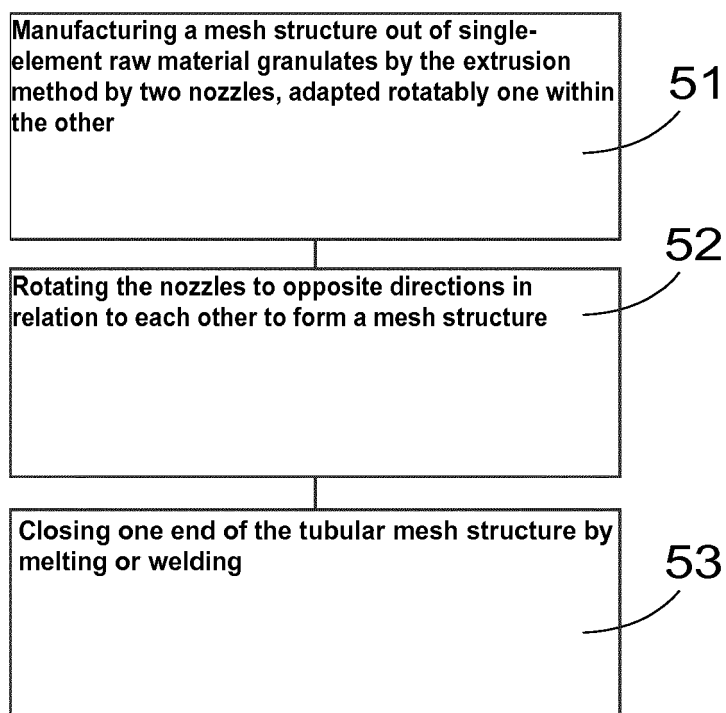 Manufacturing a mesh structure out of single-
element raw material granulates by the extrusion
method by two nozzles, adapted rotatably one within
the other
51
Rotating the nozzles to opposite directions in
relation to each other to form a mesh structure
52
Closing one end of the tubular mesh structure by
melting or welding
53